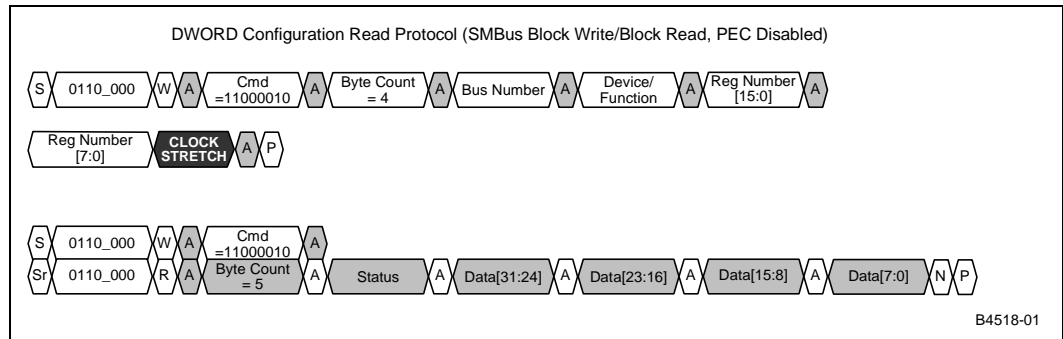 DWORD Configuration Read Protocol (SMBus Block Write/Block Read, PEC Disabled)
S 0110_000 W A Cmd =11000010 A Byte Count = 4 A Bus Number A Device/ Function A Reg Number [15:0] A
Reg Number [7:0] CLOCK STRETCH A P
S 0110_000 W A Cmd =11000010 A
Sr 0110_000 R A Byte Count = 5 A Status A Data[31:24] A Data[23:16] A Data[15:8] A Data[7:0] N P
B4518-01